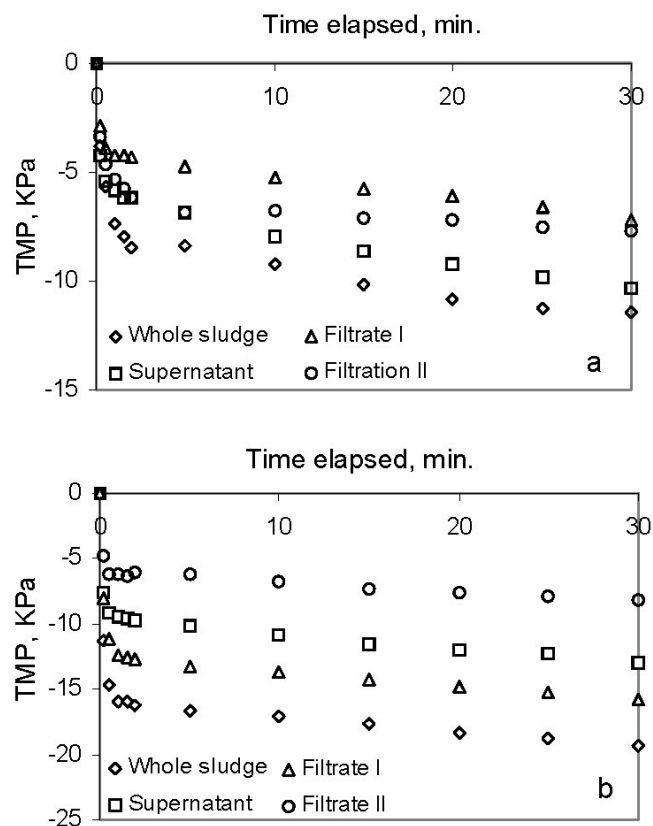 Time elapsed, min.
0
0 10 20 30
-5
-10
-15
TMP, KPa
Whole sludge Filtrate I
Supernatant Filtration II
a
Time elapsed, min.
0
0 10 20 30
-5
-10
-15
-20
-25
TMP, KPa
Whole sludge Filtrate I
Supernatant Filtrate II
b